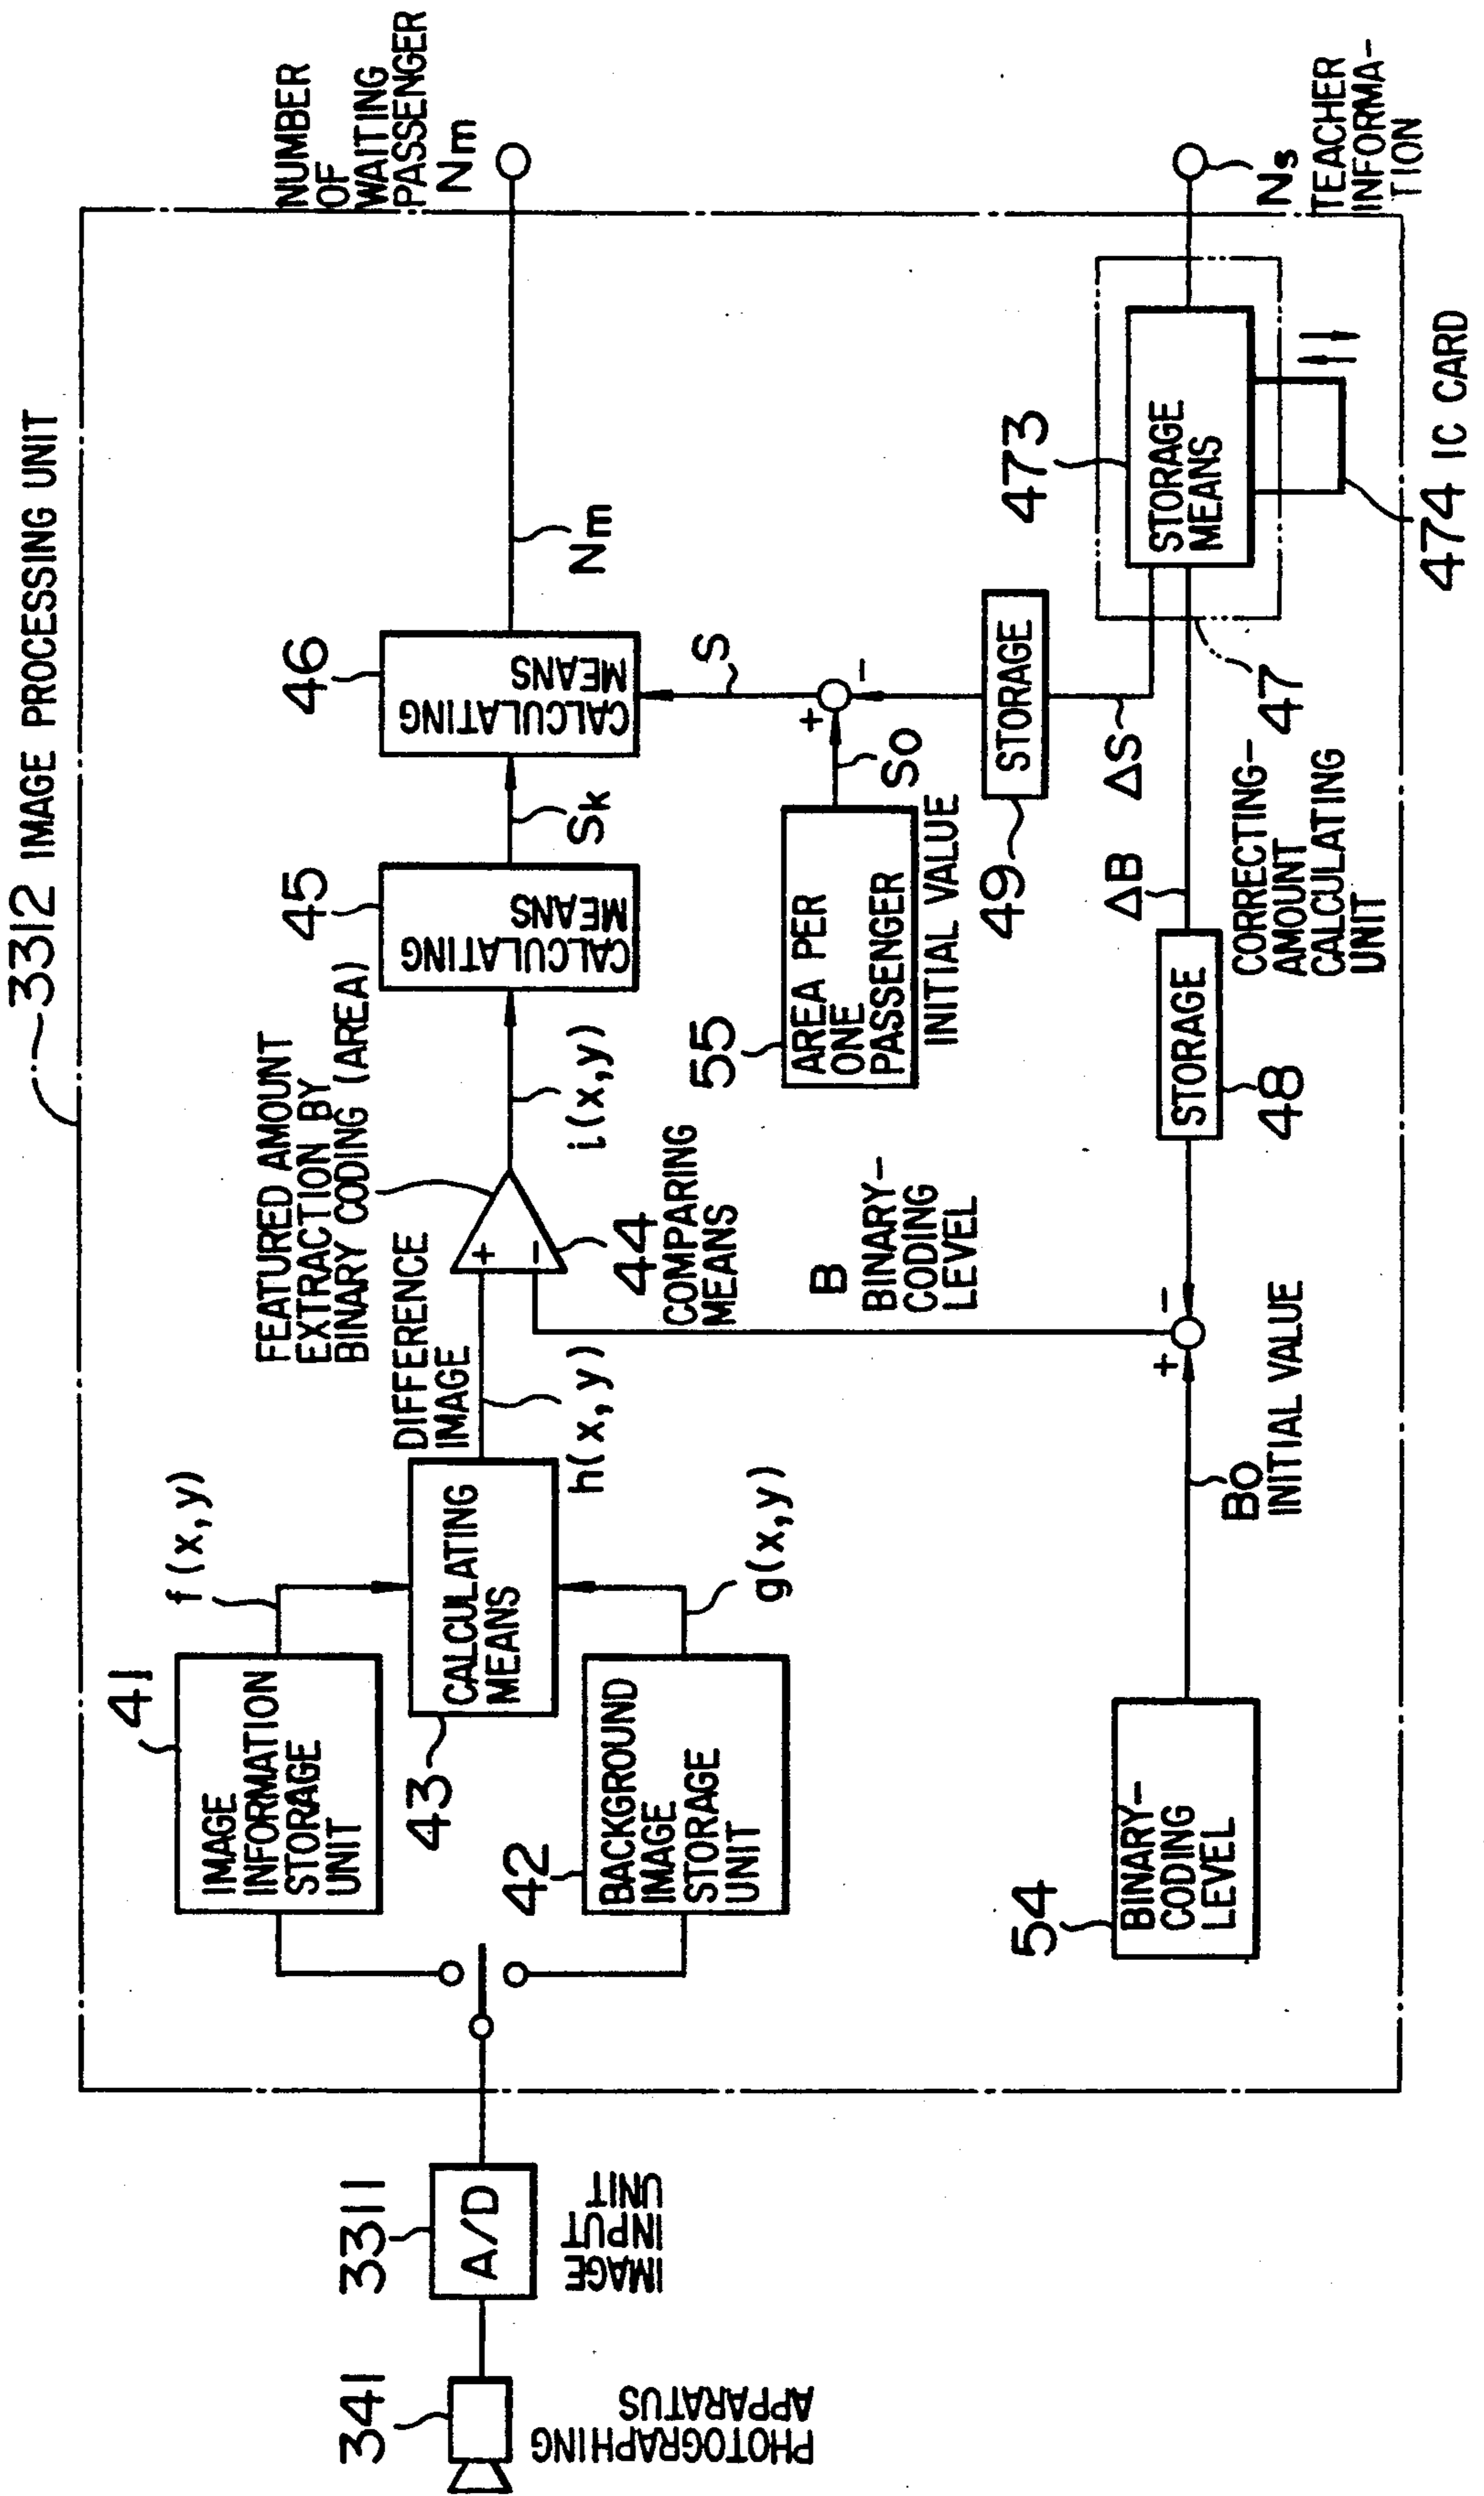 3312 IMAGE PROCESSING UNIT
341
PHOTOGRAPHING
APPARATUS
3311
A/D
IMAGE
INPUT
UNIT
41
IMAGE
INFORMATION
STORAGE
UNIT
f(x,y)
43
CALCULATING
MEANS
42
BACKGROUND
IMAGE
STORAGE
UNIT
g(x,y)
DIFFERENCE
IMAGE
h(x,y)
FEATURED AMOUNT
EXTRACTION BY
BINARY CODING (AREA)
+
−
44
COMPARING
MEANS
i(x,y)
45
CALCULATING
MEANS
Sk
46
CALCULATING
MEANS
Nm
NUMBER
OF
WAITING
PASSENGER
Nm
B
BINARY-
CODING
LEVEL
55
AREA PER
ONE
PASSENGER
INITIAL VALUE
So
+
−
S
49
STORAGE
ΔS
54
BINARY-
CODING
LEVEL
Bo
INITIAL VALUE
+
−
STORAGE
48
ΔB
CORRECTING-
AMOUNT
CALCULATING
UNIT
47
473
STORAGE
MEANS
474 IC CARD
Ns
TEACHER
INFORMA-
TION